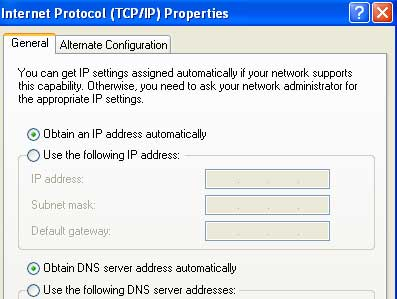 Internet Protocol (TCP/IP) Properties
General
Alternate Configuration
You can get IP settings assigned automatically if your network supports
this capability. Otherwise, you need to ask your network administrator for
the appropriate IP settings.
Obtain an IP address automatically
Use the following IP address:
IP address:
Subnet mask:
Default gateway:
Obtain DNS server address automatically
Use the following DNS server addresses: